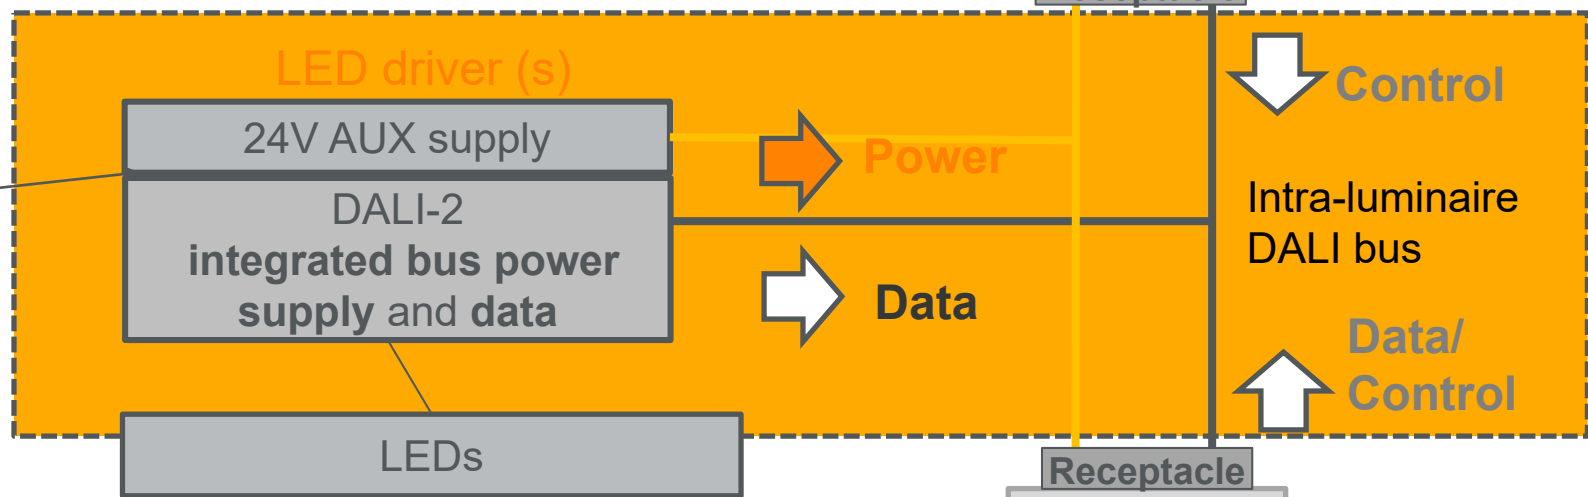 LED driver (s)
Control
24V AUX supply
Power
DALI-2
integrated bus power
supply and data
Intra-luminaire
DALI bus
Data
Data/
Control
LEDs
Receptacle